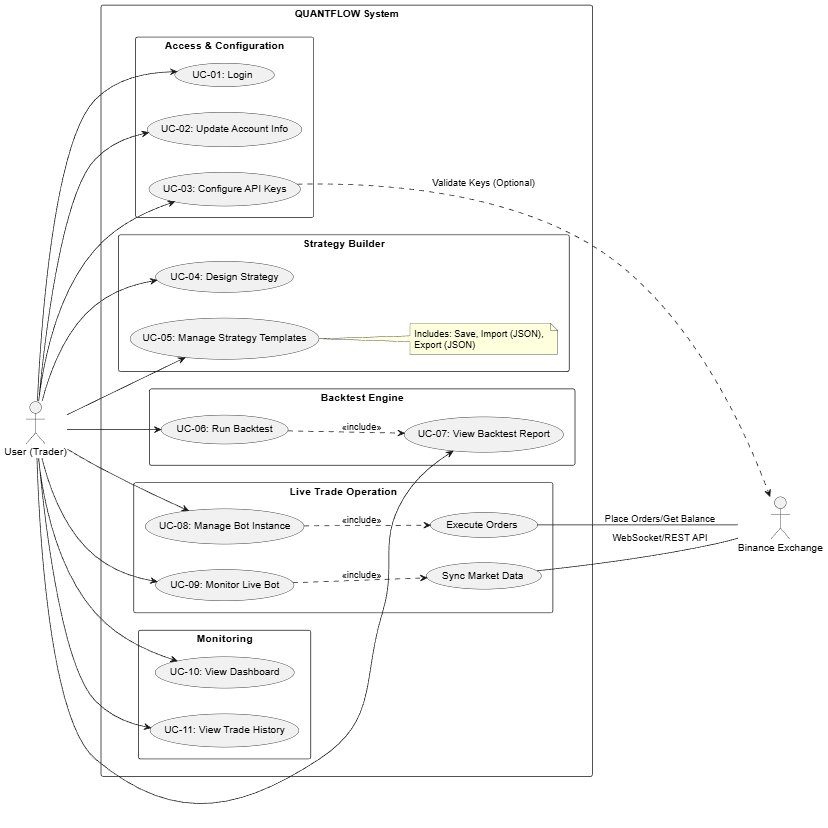 QUANTFLOW System
Access & Configuration
UC-01: Login
UC-02: Update Account Info
UC-03: Configure API Keys
Validate Keys (Optional)
Strategy Builder
UC-04: Design Strategy
UC-05: Manage Strategy Templates
Includes: Save, Import (JSON),
Export (JSON)
Backtest Engine
UC-06: Run Backtest
«include»
UC-07: View Backtest Report
User (Trader)
Live Trade Operation
UC-08: Manage Bot Instance
«include»
Execute Orders
Place Orders/Get Balance
WebSocket/REST API
Binance Exchange
UC-09: Monitor Live Bot
«include»
Sync Market Data
Monitoring
UC-10: View Dashboard
UC-11: View Trade History